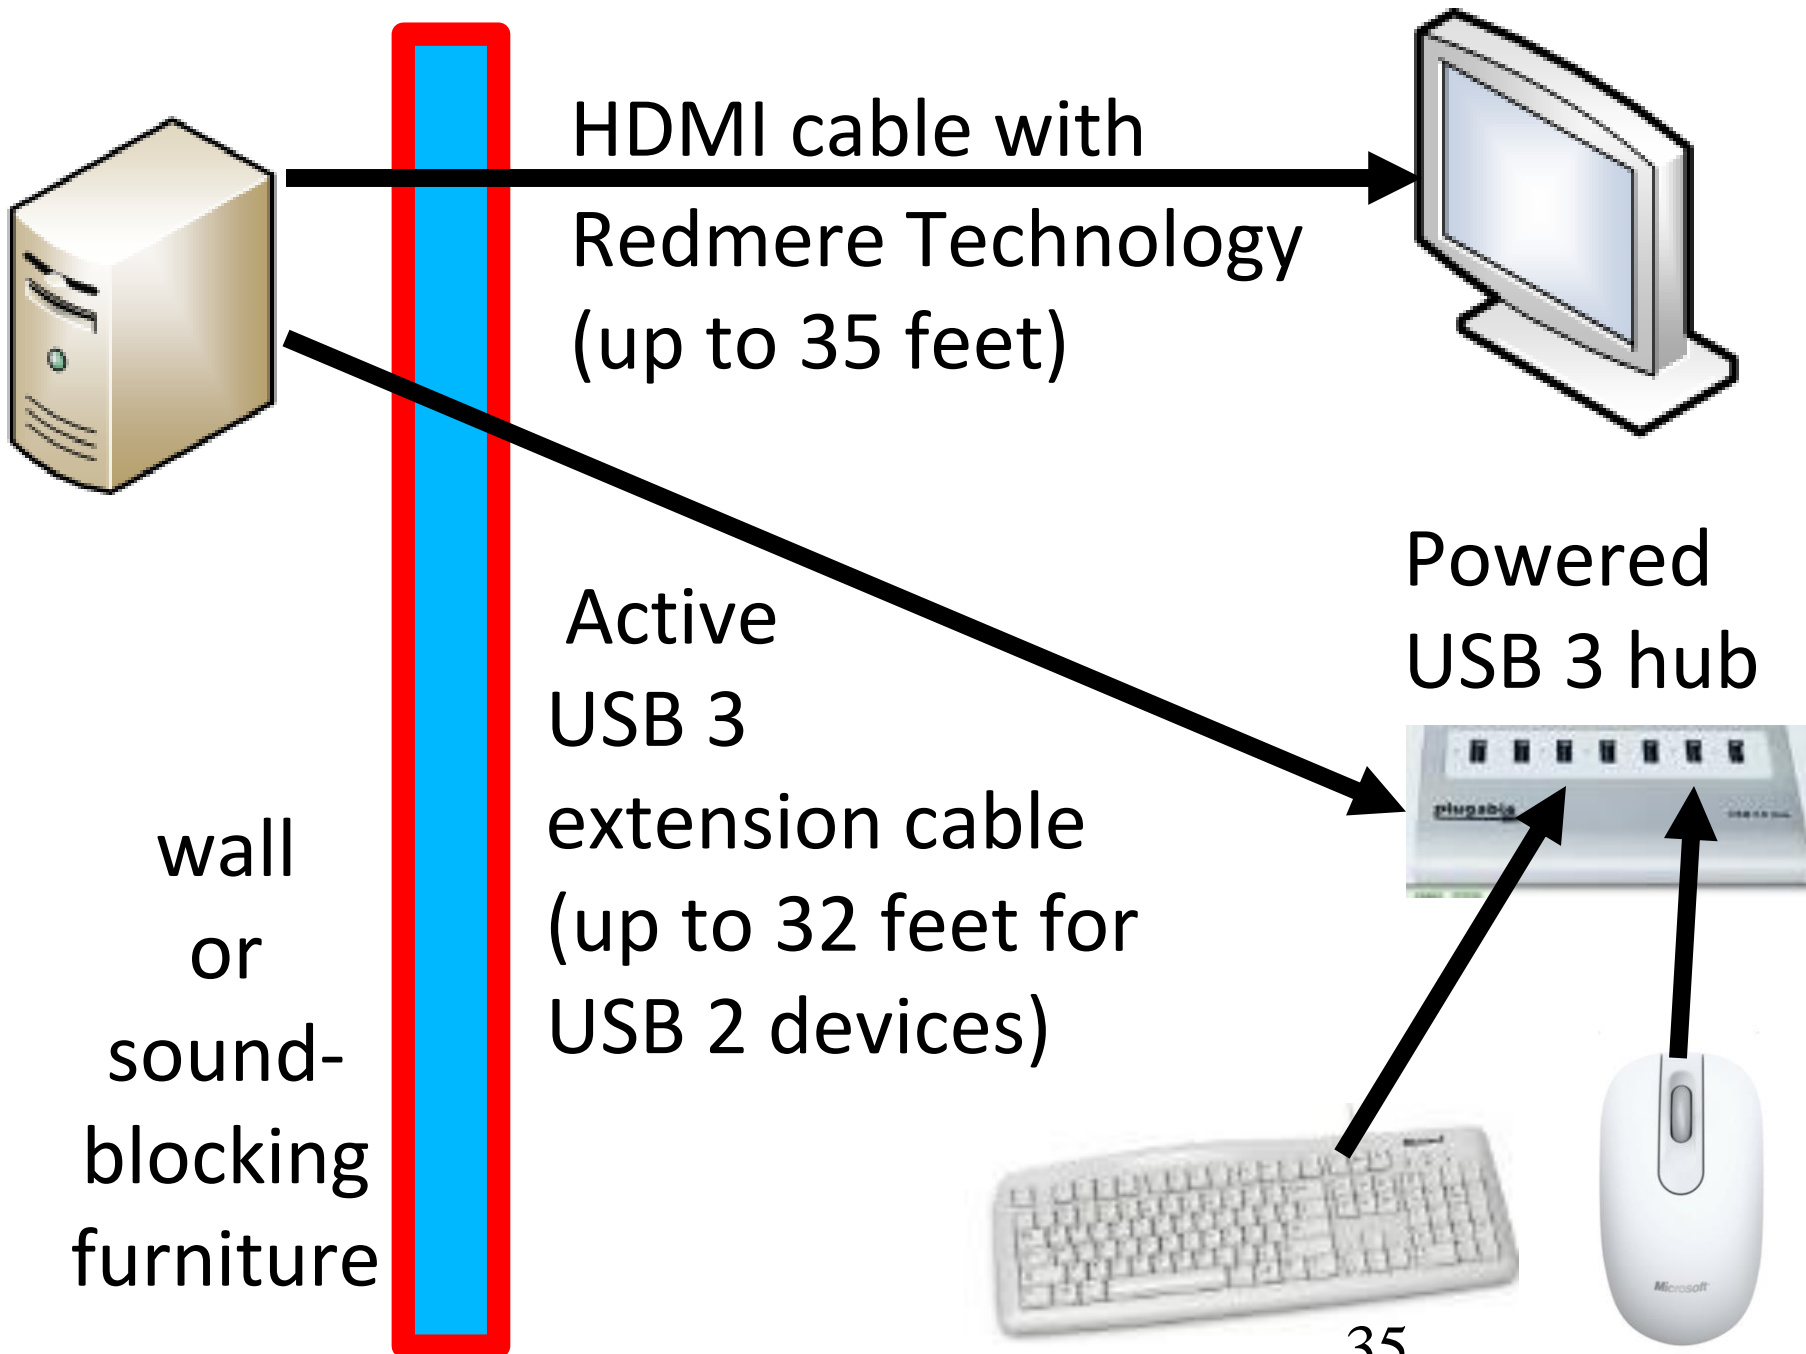 HDMI cable with
Redmere Technology
(up to 35 feet)
Powered
USB 3 hub
Active
USB 3
extension cable
(up to 32 feet for
USB 2 devices)
wall
or
sound-
blocking
furniture
plugable
Microsoft
35